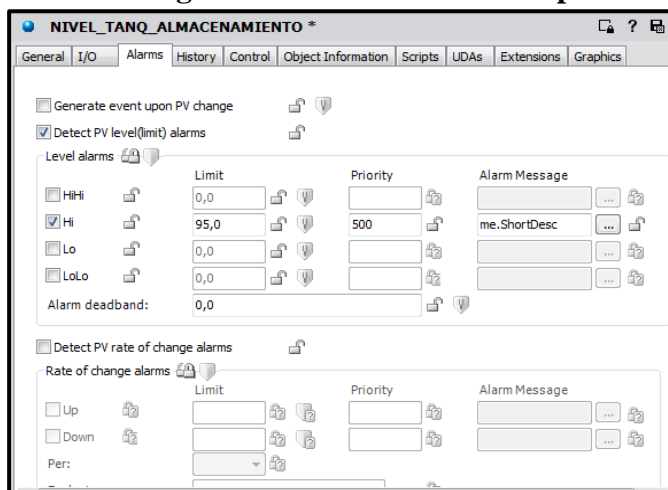 NIVEL_TANQ_ALMACENAMIENTO * ?
General I/O Alarms History Control Object Information Scripts UDAs Extensions Graphics
Generate event upon PV change
Detect PV level(limit) alarms
Level alarms
Limit Priority Alarm Message
HiHi 0,0 ...
Hi 95,0 500 me.ShortDesc ...
Lo 0,0 ...
LoLo 0,0 ...
Alarm deadband: 0,0
Detect PV rate of change alarms
Rate of change alarms
Limit Priority Alarm Message
Up ...
Down ...
Per: